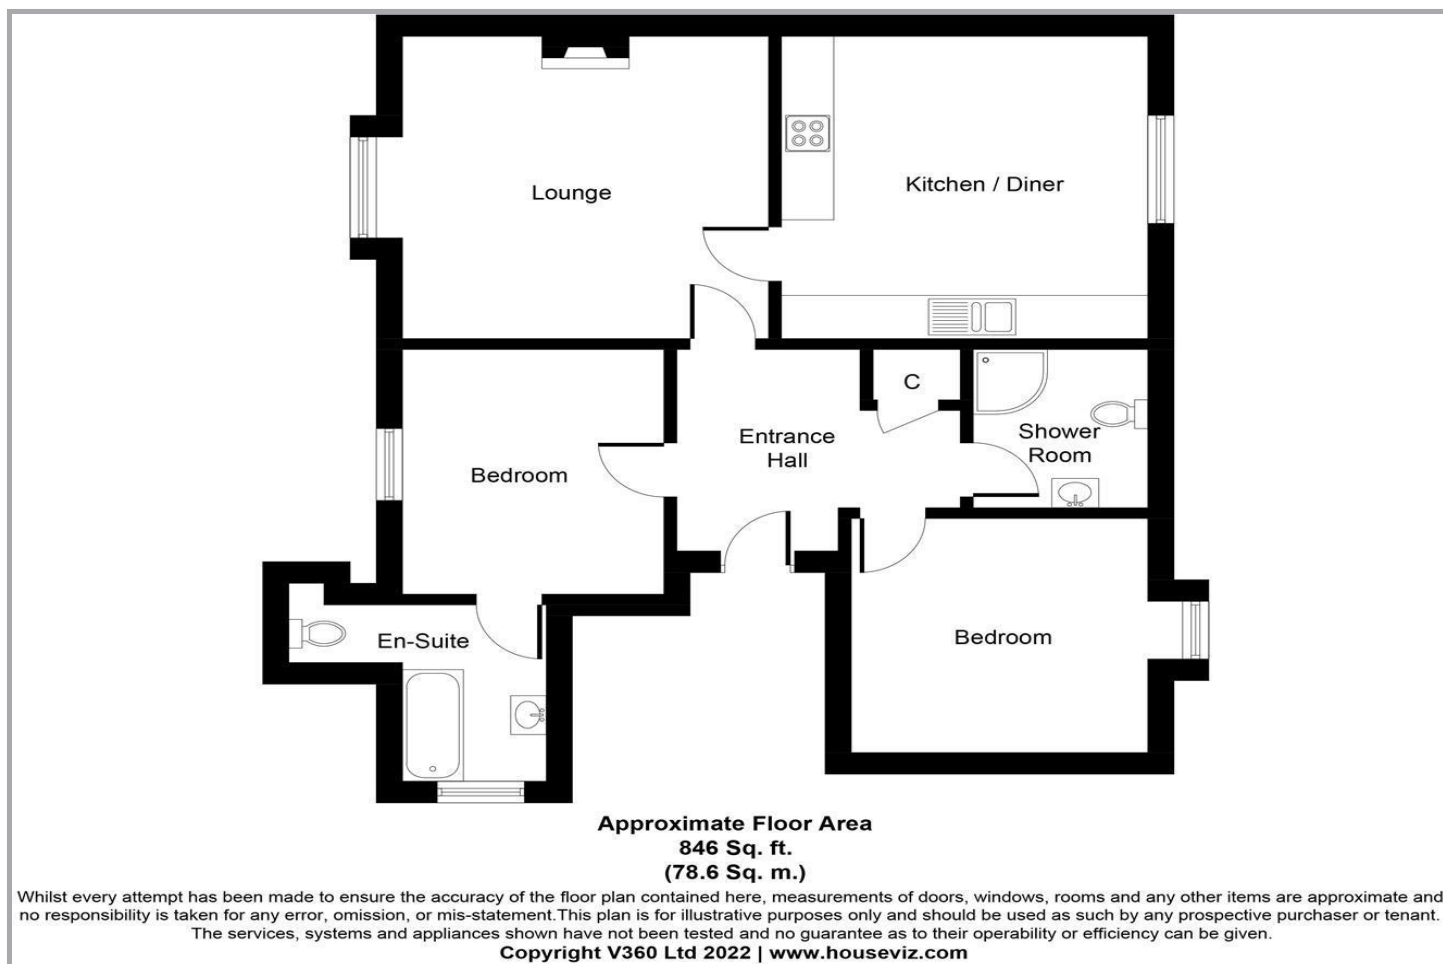 Lounge
Kitchen / Diner
C
Entrance
Hall
Shower
Room
Bedroom
En-Suite
Bedroom
Approximate Floor Area
846 Sq. ft.
(78.6 Sq. m.)
Whilst every attempt has been made to ensure the accuracy of the floor plan contained here, measurements of doors, windows, rooms and any other items are approximate and
no responsibility is taken for any error, omission, or mis-statement.This plan is for illustrative purposes only and should be used as such by any prospective purchaser or tenant.
The services, systems and appliances shown have not been tested and no guarantee as to their operability or efficiency can be given.
Copyright V360 Ltd 2022 | www.houseviz.com